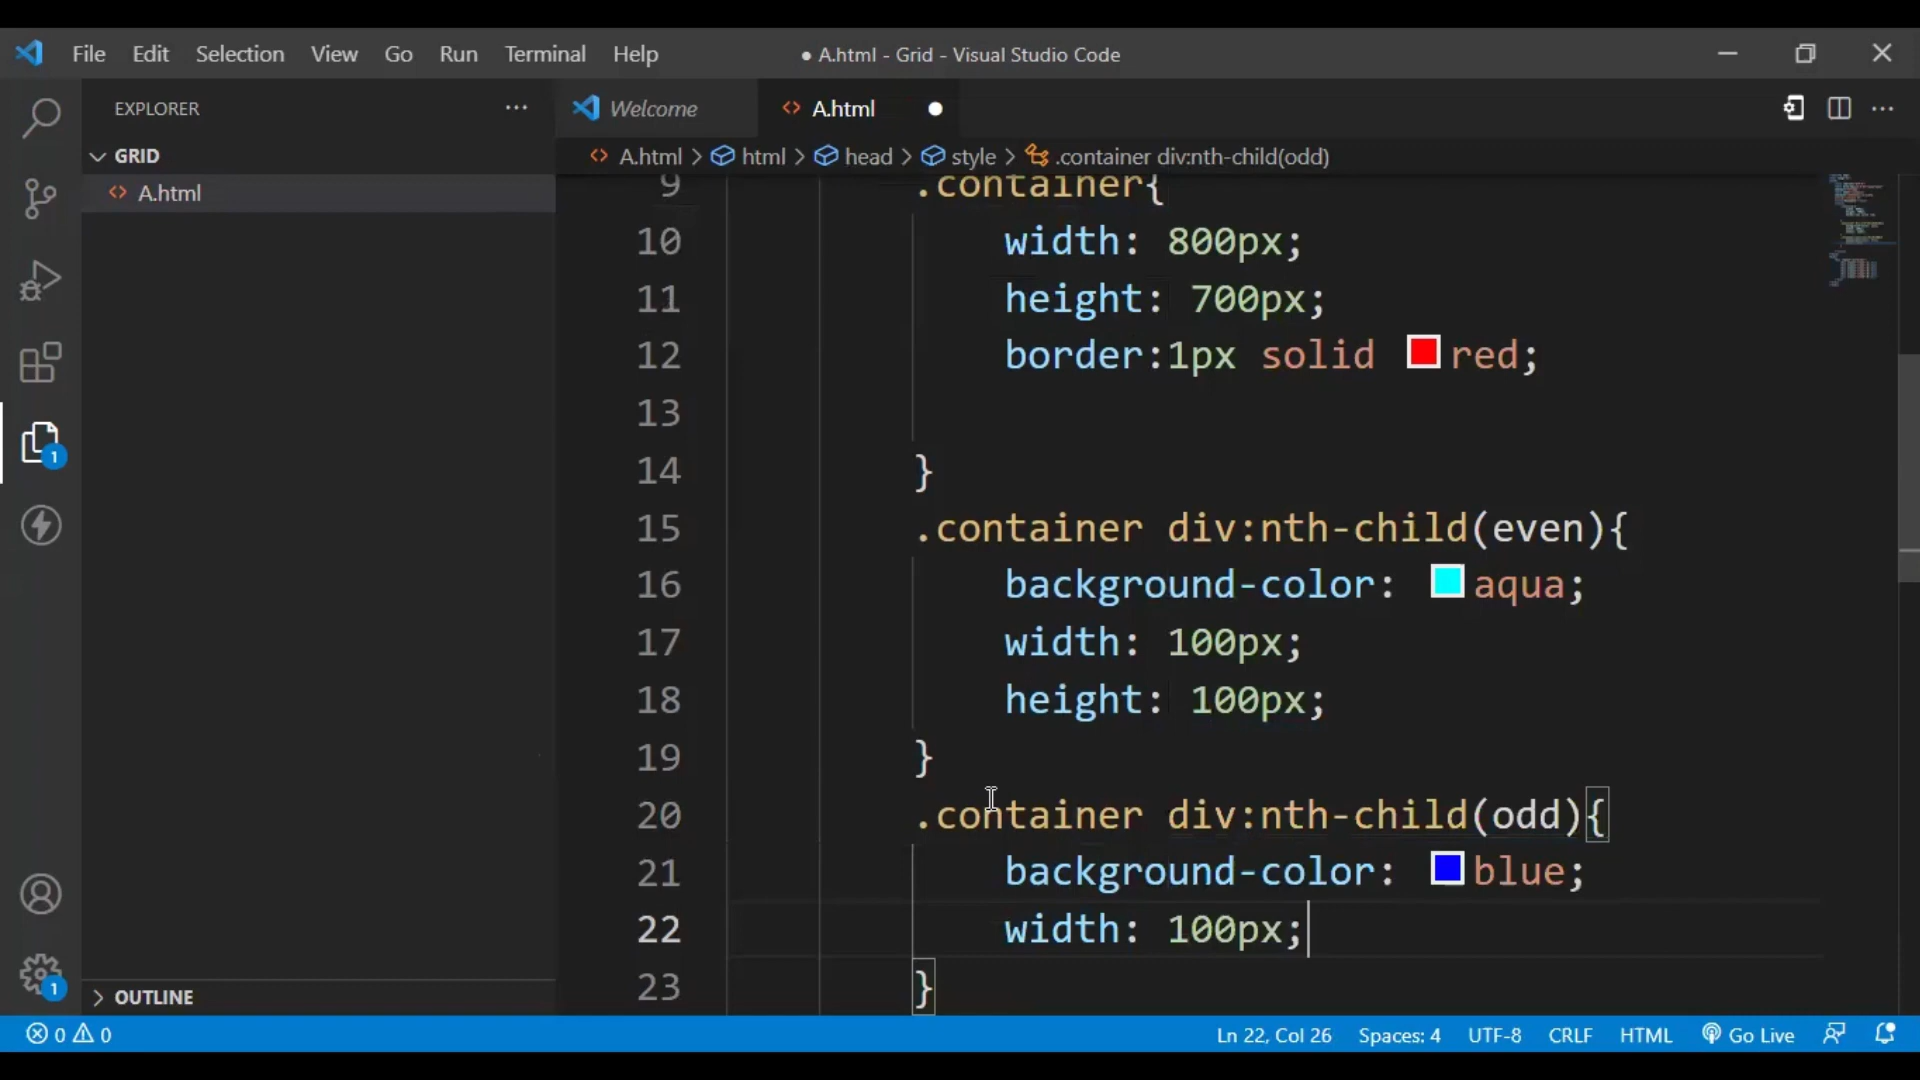 File Edit Selection View Go Run Terminal Help
● A.html - Grid - Visual Studio Code
EXPLORER
Welcome
A.html
GRID
A.html
A.html > html > head > style > .container div:nth-child(odd)
9 .container{
10 width: 800px;
11 height: 700px;
12 border:1px solid red;
13
14 }
15 .container div:nth-child(even){
16 background-color: aqua;
17 width: 100px;
18 height: 100px;
19 }
20 .container div:nth-child(odd){
21 background-color: blue;
22 width: 100px;
23 }
1
1
OUTLINE
0 0 Ln 22, Col 26 Spaces: 4 UTF-8 CRLF HTML Go Live